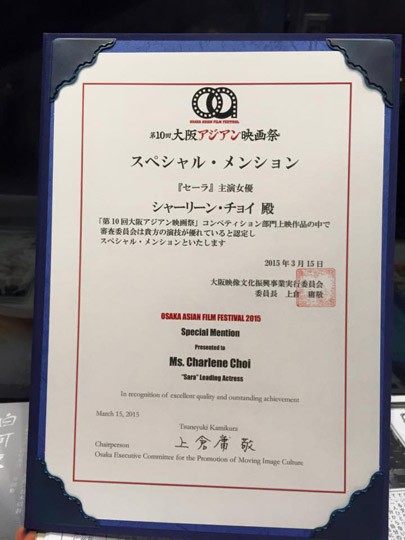 OSAKA ASIAN FILM FESTIVAL
第10回大阪アジアン映画祭
スペシャル・メンション
『セーラ』主演女優
シャーリーン・チョイ 殿
「第10回大阪アジアン映画祭」コンペティション部門上映作品の中で
審査委員会は貴方の演技が優れていると認定し
スペシャル・メンションといたします
2015年3月15日
大阪映像文化振興事業実行委員会
委員長 上倉 庸敬
OSAKA ASIAN FILM FESTIVAL 2015
Special Mention
Presented to
Ms. Charlene Choi
"Sara" Leading Actress
In recognition of excellent quality and outstanding achievement
March 15, 2015
Tsuneyuki Kamikura
Chairperson
上倉庸敬
Osaka Executive Committee for the Promotion of Moving Image Culture